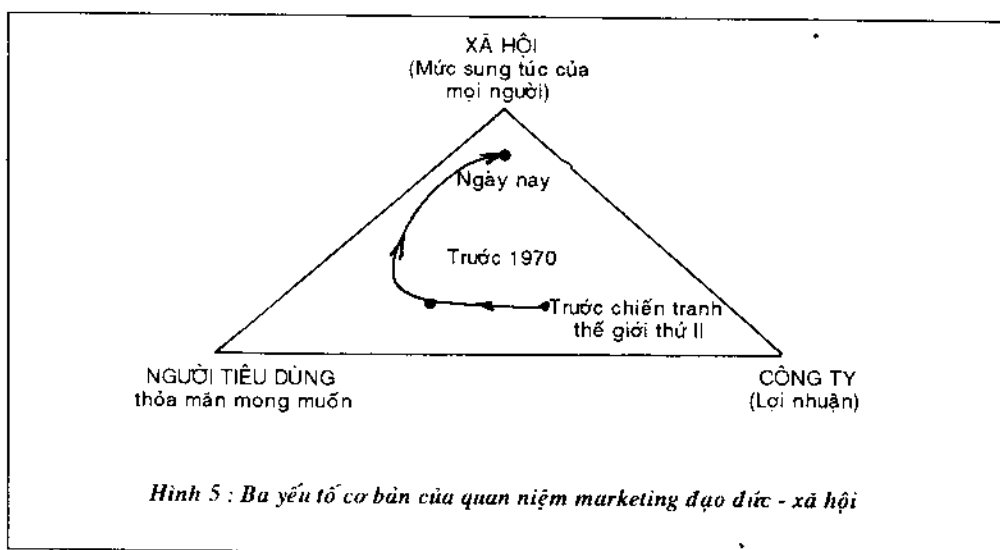 XÃ HỘI
(Mức sung túc của
mọi người)
Ngày nay
Trước 1970
Trước chiến tranh
thế giới thứ II
NGƯỜI TIÊU DÙNG
thỏa mãn mong muốn
CÔNG TY
(Lợi nhuận)
Hình 5 : Ba yếu tố cơ bản của quan niệm marketing đạo đức - xã hội